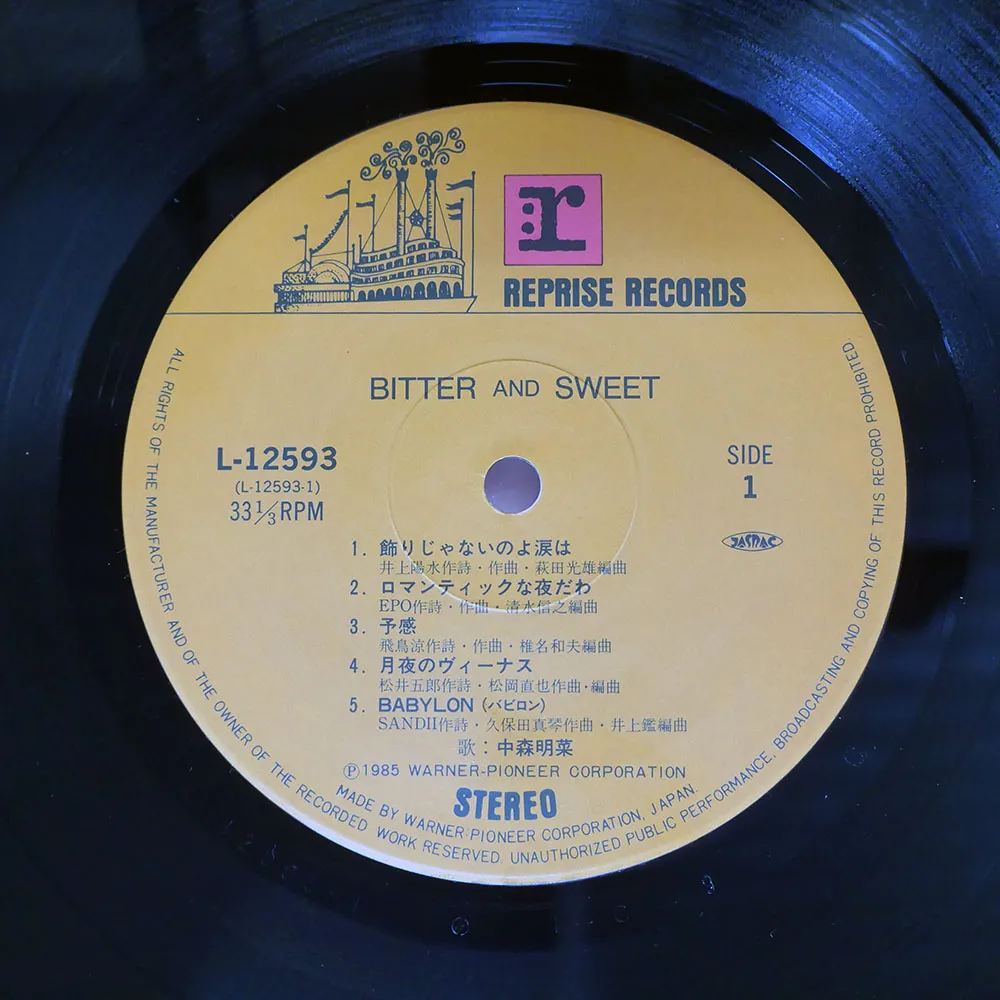 r
REPRISE RECORDS
BITTER AND SWEET
L-12593
(L-12593-1)
33 1/3 RPM
SIDE
1
JASRAC
1. 飾りじゃないのよ涙は
井上陽水作詩・作曲・萩田光雄編曲
2. ロマンティックな夜だわ
EPO作詩・作曲・清水信之編曲
3. 予感
飛鳥涼作詩・作曲・椎名和夫編曲
4. 月夜のヴィーナス
松井五郎作詩・松岡直也作曲・編曲
5. BABYLON (バビロン)
SANDII作詩・久保田真琴作曲・井上鑑編曲
歌：中森明菜
Ⓟ1985 WARNER-PIONEER CORPORATION
STEREO
MADE BY WARNER-PIONEER CORPORATION, JAPAN.
ALL RIGHTS OF THE MANUFACTURER AND OF THE OWNER OF THE RECORDED WORK RESERVED. UNAUTHORIZED PUBLIC PERFORMANCE, BROADCASTING AND COPYING OF THIS RECORD PROHIBITED.